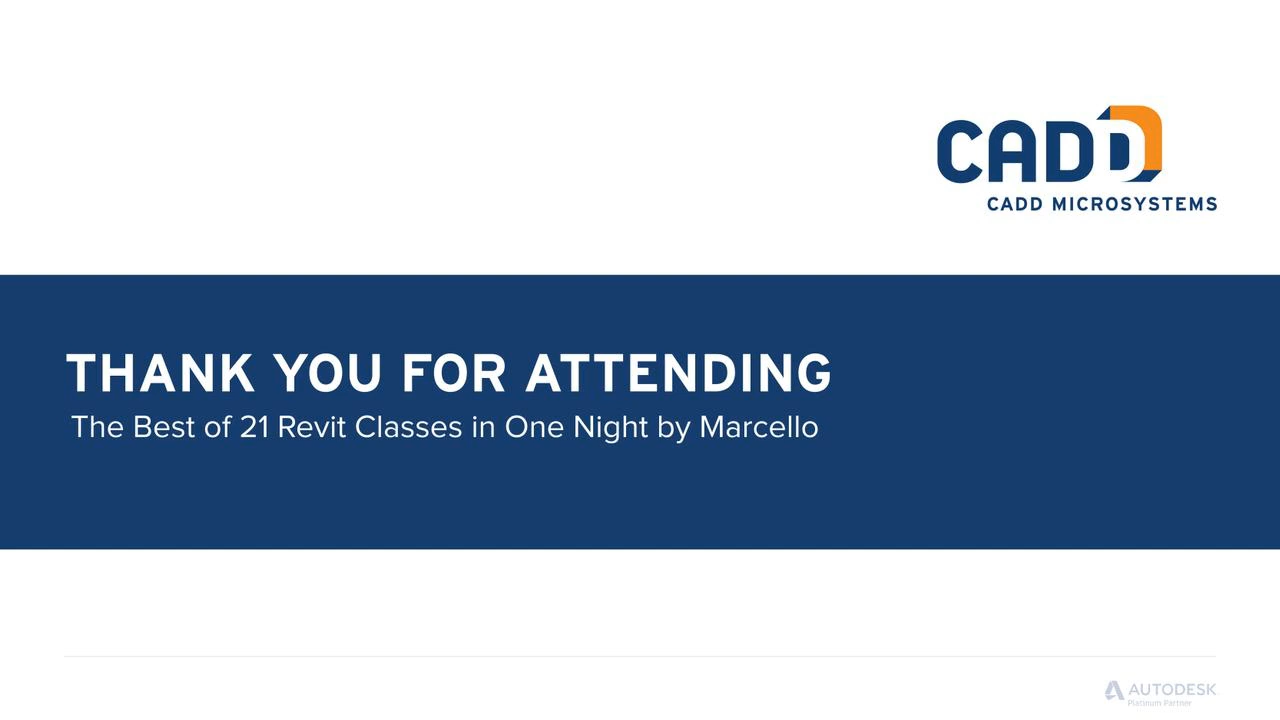 CADD
CADD MICROSYSTEMS
THANK YOU FOR ATTENDING
The Best of 21 Revit Classes in One Night by Marcello
AUTODESK
Platinum Partner